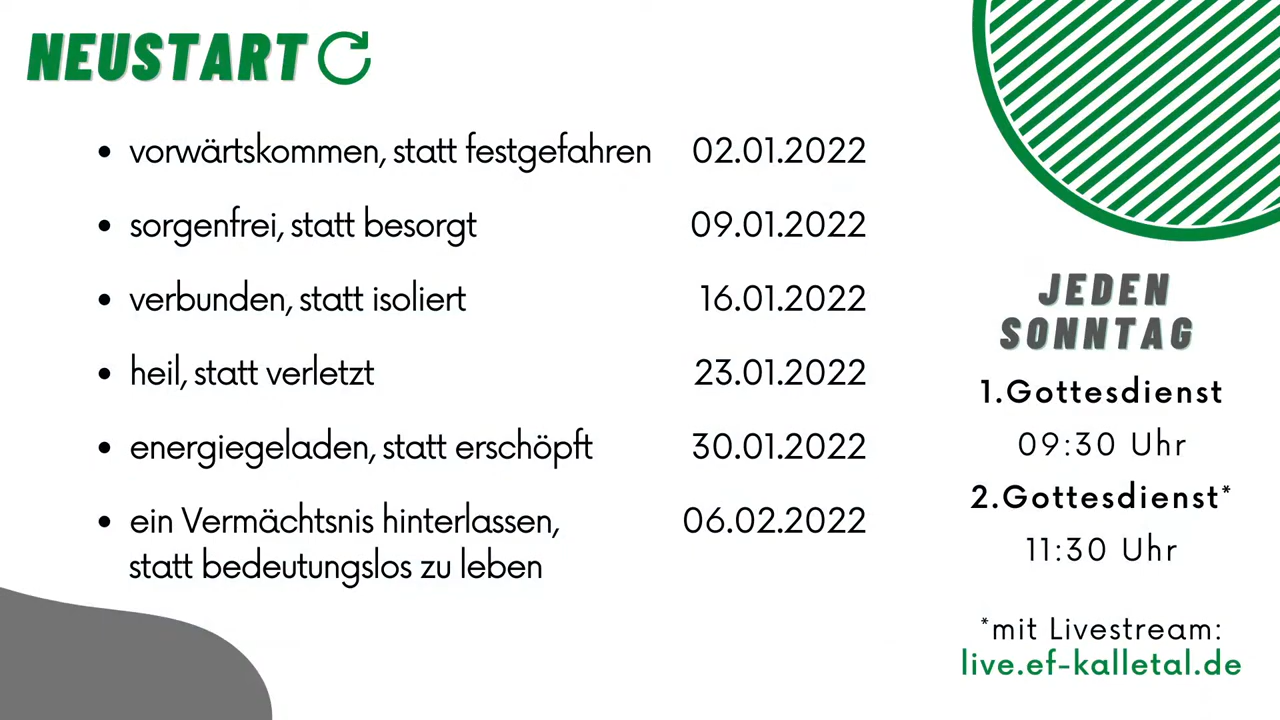 NEUSTART
• vorwärtskommen, statt festgefahren 02.01.2022
• sorgenfrei, statt besorgt 09.01.2022
• verbunden, statt isoliert 16.01.2022
• heil, statt verletzt 23.01.2022
• energiegeladen, statt erschöpft 30.01.2022
• ein Vermächtsnis hinterlassen, 06.02.2022
statt bedeutungslos zu leben
JEDEN
SONNTAG
1.Gottesdienst
09:30 Uhr
2.Gottesdienst*
11:30 Uhr
*mit Livestream:
live.ef-kalletal.de